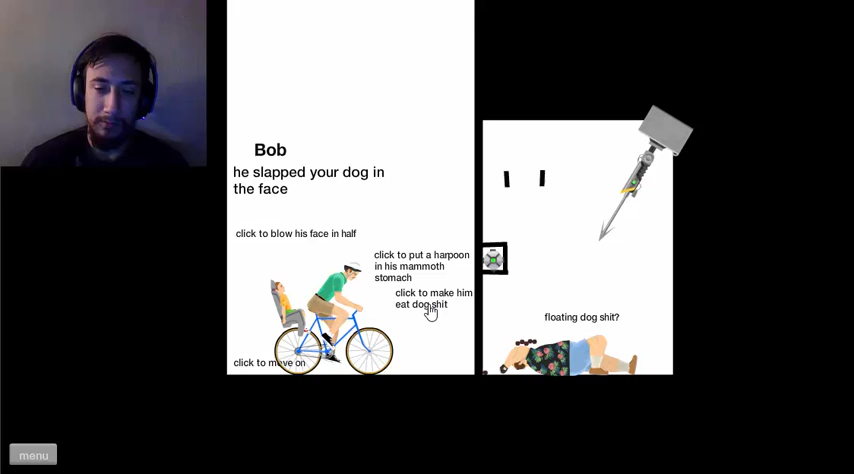 Bob
he slapped your dog in
the face
click to blow his face in half
click to put a harpoon
in his mammoth
stomach
click to make him
eat dog shit
floating dog shit?
click to move on
menu